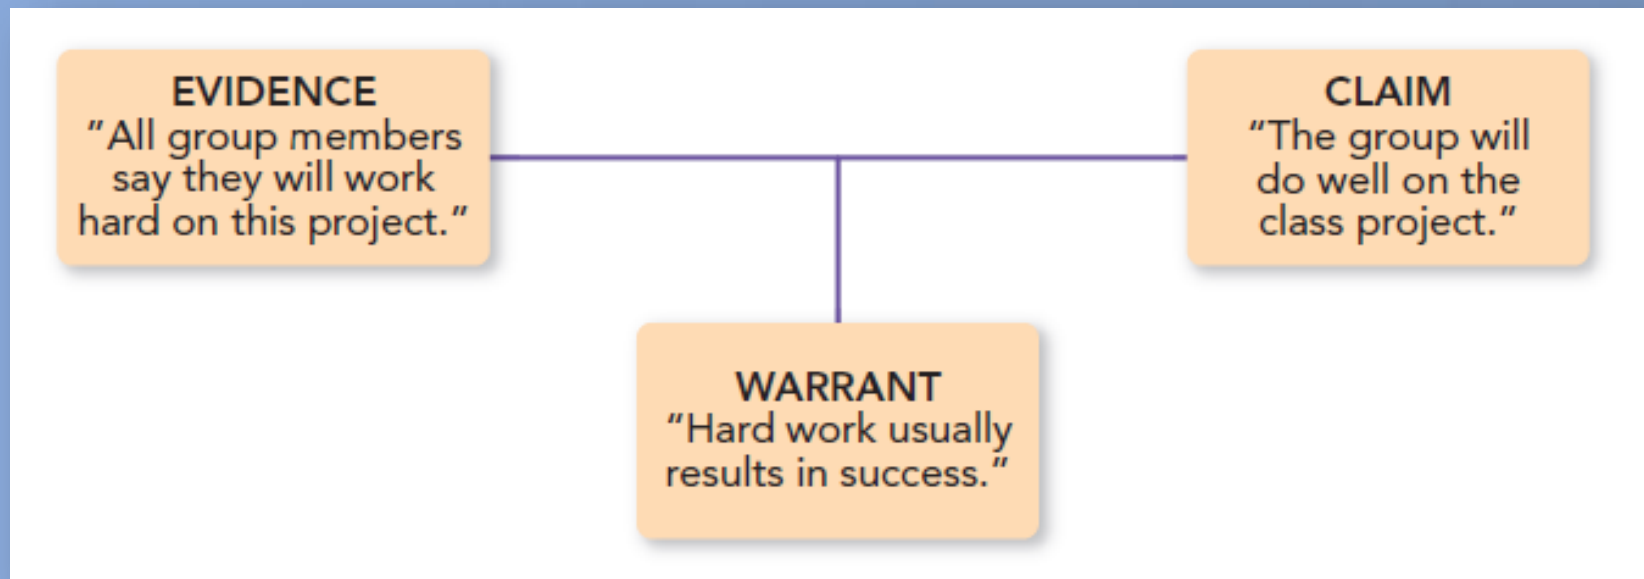 EVIDENCE
"All group members
say they will work
hard on this project."
CLAIM
“The group will
do well on the
class project.”
WARRANT
“Hard work usually
results in success.”